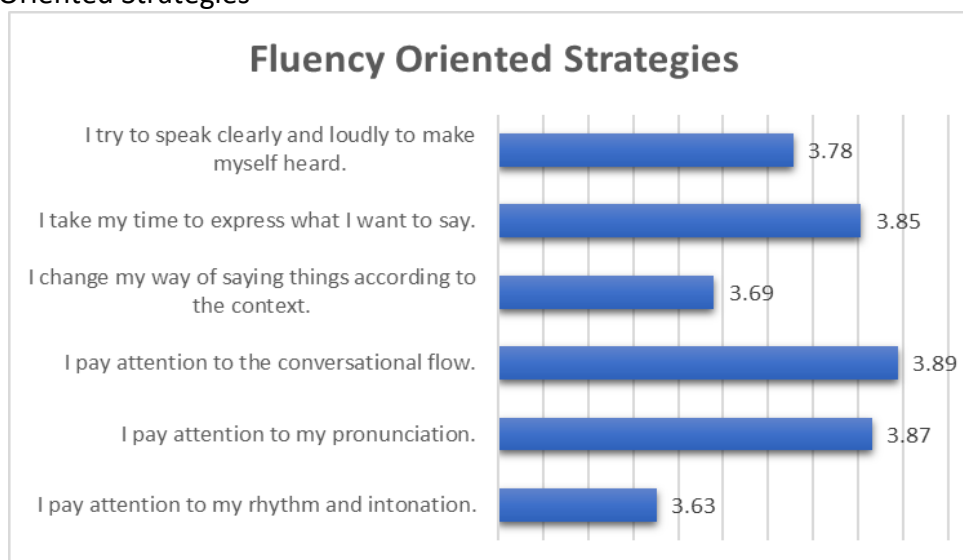 Oriented Strategies
Fluency Oriented Strategies
I try to speak clearly and loudly to make
myself heard.
3.78
I take my time to express what I want to say.
3.85
I change my way of saying things according to
the context.
3.69
I pay attention to the conversational flow.
3.89
I pay attention to my pronunciation.
3.87
I pay attention to my rhythm and intonation.
3.63